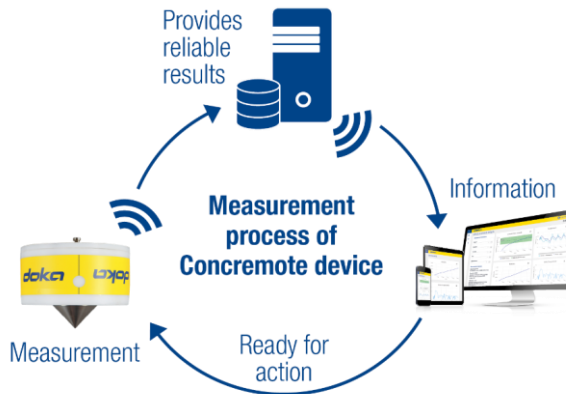 Provides
reliable
results
Information
Measurement
process of
Concremote device
doka
doka
Measurement
Ready for
action